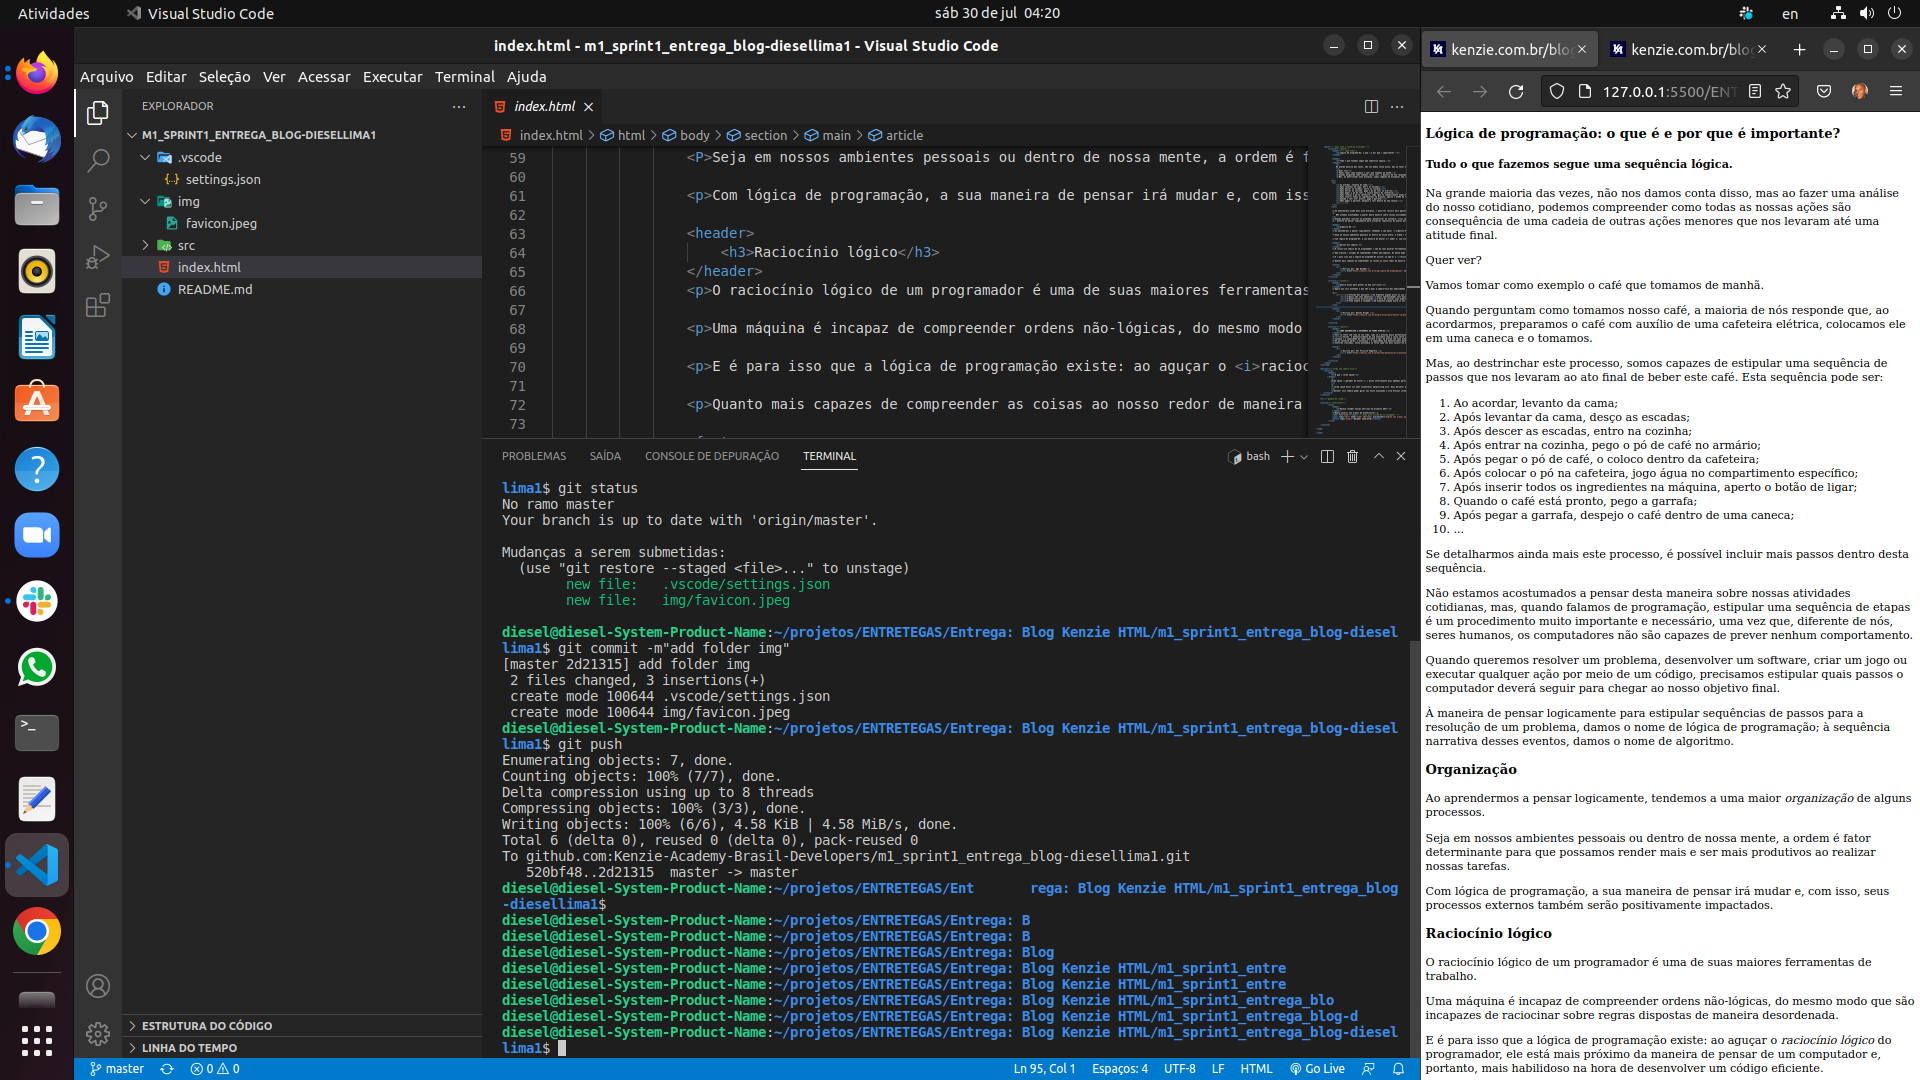 Atividades
Visual Studio Code
sáb 30 de jul 04:20
en
index.html - m1_sprint1_entrega_blog-diesellima1 - Visual Studio Code
Arquivo Editar Seleção Ver Acessar Executar Terminal Ajuda
EXPLORADOR
M1_SPRINT1_ENTREGA_BLOG-DIESELLIMA1
.vscode
settings.json
img
favicon.jpeg
src
index.html
README.md
ESTRUTURA DO CÓDIGO
LINHA DO TEMPO
index.html
index.html > html > body > section > main > article
59 <P>Seja em nossos ambientes pessoais ou dentro de nossa mente, a ordem é f
60
61 <p>Com lógica de programação, a sua maneira de pensar irá mudar e, com iss
62
63 <header>
64 <h3>Raciocínio lógico</h3>
65 </header>
66 <p>O raciocínio lógico de um programador é uma de suas maiores ferramentas
67
68 <p>Uma máquina é incapaz de compreender ordens não-lógicas, do mesmo modo
69
70 <p>E é para isso que a lógica de programação existe: ao aguçar o <i>racioc
71
72 <p>Quanto mais capazes de compreender as coisas ao nosso redor de maneira
73
PROBLEMAS SAÍDA CONSOLE DE DEPURAÇÃO TERMINAL
bash
lima1$ git status
No ramo master
Your branch is up to date with 'origin/master'.
Mudanças a serem submetidas:
(use "git restore --staged <file>..." to unstage)
new file: .vscode/settings.json
new file: img/favicon.jpeg
diesel@diesel-System-Product-Name:~/projetos/ENTRETEGAS/Entrega: Blog Kenzie HTML/m1_sprint1_entrega_blog-diesel
lima1$ git commit -m"add folder img"
[master 2d21315] add folder img
2 files changed, 3 insertions(+)
create mode 100644 .vscode/settings.json
create mode 100644 img/favicon.jpeg
diesel@diesel-System-Product-Name:~/projetos/ENTRETEGAS/Entrega: Blog Kenzie HTML/m1_sprint1_entrega_blog-diesel
lima1$ git push
Enumerating objects: 7, done.
Counting objects: 100% (7/7), done.
Delta compression using up to 8 threads
Compressing objects: 100% (3/3), done.
Writing objects: 100% (6/6), 4.58 KiB | 4.58 MiB/s, done.
Total 6 (delta 0), reused 0 (delta 0), pack-reused 0
To github.com:Kenzie-Academy-Brasil-Developers/m1_sprint1_entrega_blog-diesellima1.git
520bf48..2d21315 master -> master
diesel@diesel-System-Product-Name:~/projetos/ENTRETEGAS/Ent rega: Blog Kenzie HTML/m1_sprint1_entrega_blog
-diesellima1$
diesel@diesel-System-Product-Name:~/projetos/ENTRETEGAS/Entrega: B
diesel@diesel-System-Product-Name:~/projetos/ENTRETEGAS/Entrega: B
diesel@diesel-System-Product-Name:~/projetos/ENTRETEGAS/Entrega: Blog
diesel@diesel-System-Product-Name:~/projetos/ENTRETEGAS/Entrega: Blog Kenzie HTML/m1_sprint1_entre
diesel@diesel-System-Product-Name:~/projetos/ENTRETEGAS/Entrega: Blog Kenzie HTML/m1_sprint1_entre
diesel@diesel-System-Product-Name:~/projetos/ENTRETEGAS/Entrega: Blog Kenzie HTML/m1_sprint1_entrega_blo
diesel@diesel-System-Product-Name:~/projetos/ENTRETEGAS/Entrega: Blog Kenzie HTML/m1_sprint1_entrega_blog-d
diesel@diesel-System-Product-Name:~/projetos/ENTRETEGAS/Entrega: Blog Kenzie HTML/m1_sprint1_entrega_blog-diesel
lima1$
master 0 0 Ln 95, Col 1 Espaços: 4 UTF-8 LF HTML Go Live
kenzie.com.br/blog kenzie.com.br/blog
127.0.0.1:5500/ENT
Lógica de programação: o que é e por que é importante?
Tudo o que fazemos segue uma sequência lógica.
Na grande maioria das vezes, não nos damos conta disso, mas ao fazer uma análise
do nosso cotidiano, podemos compreender como todas as nossas ações são
consequência de uma cadeia de outras ações menores que nos levaram até uma
atitude final.
Quer ver?
Vamos tomar como exemplo o café que tomamos de manhã.
Quando perguntam como tomamos nosso café, a maioria de nós responde que, ao
acordarmos, preparamos o café com auxílio de uma cafeteira elétrica, colocamos ele
em uma caneca e o tomamos.
Mas, ao destrinchar este processo, somos capazes de estipular uma sequência de
passos que nos levaram ao ato final de beber este café. Esta sequência pode ser:
1. Ao acordar, levanto da cama;
2. Após levantar da cama, desço as escadas;
3. Após descer as escadas, entro na cozinha;
4. Após entrar na cozinha, pego o pó de café no armário;
5. Após pegar o pó de café, o coloco dentro da cafeteira;
6. Após colocar o pó na cafeteira, jogo água no compartimento específico;
7. Após inserir todos os ingredientes na máquina, aperto o botão de ligar;
8. Quando o café está pronto, pego a garrafa;
9. Após pegar a garrafa, despejo o café dentro de uma caneca;
10. ...
Se detalharmos ainda mais este processo, é possível incluir mais passos dentro desta
sequência.
Não estamos acostumados a pensar desta maneira sobre nossas atividades
cotidianas, mas, quando falamos de programação, estipular uma sequência de etapas
é um procedimento muito importante e necessário, uma vez que, diferente de nós,
seres humanos, os computadores não são capazes de prever nenhum comportamento.
Quando queremos resolver um problema, desenvolver um software, criar um jogo ou
executar qualquer ação por meio de um código, precisamos estipular quais passos o
computador deverá seguir para chegar ao nosso objetivo final.
À maneira de pensar logicamente para estipular sequências de passos para a
resolução de um problema, damos o nome de lógica de programação; à sequência
narrativa desses eventos, damos o nome de algoritmo.
Organização
Ao aprendermos a pensar logicamente, tendemos a uma maior organização de alguns
processos.
Seja em nossos ambientes pessoais ou dentro de nossa mente, a ordem é fator
determinante para que possamos render mais e ser mais produtivos ao realizar
nossas tarefas.
Com lógica de programação, a sua maneira de pensar irá mudar e, com isso, seus
processos externos também serão positivamente impactados.
Raciocínio lógico
O raciocínio lógico de um programador é uma de suas maiores ferramentas de
trabalho.
Uma máquina é incapaz de compreender ordens não-lógicas, do mesmo modo que são
incapazes de raciocinar sobre regras dispostas de maneira desordenada.
E é para isso que a lógica de programação existe: ao aguçar o raciocínio lógico do
programador, ele está mais próximo da maneira de pensar de um computador e,
portanto, mais habilidoso na hora de desenvolver um código eficiente.